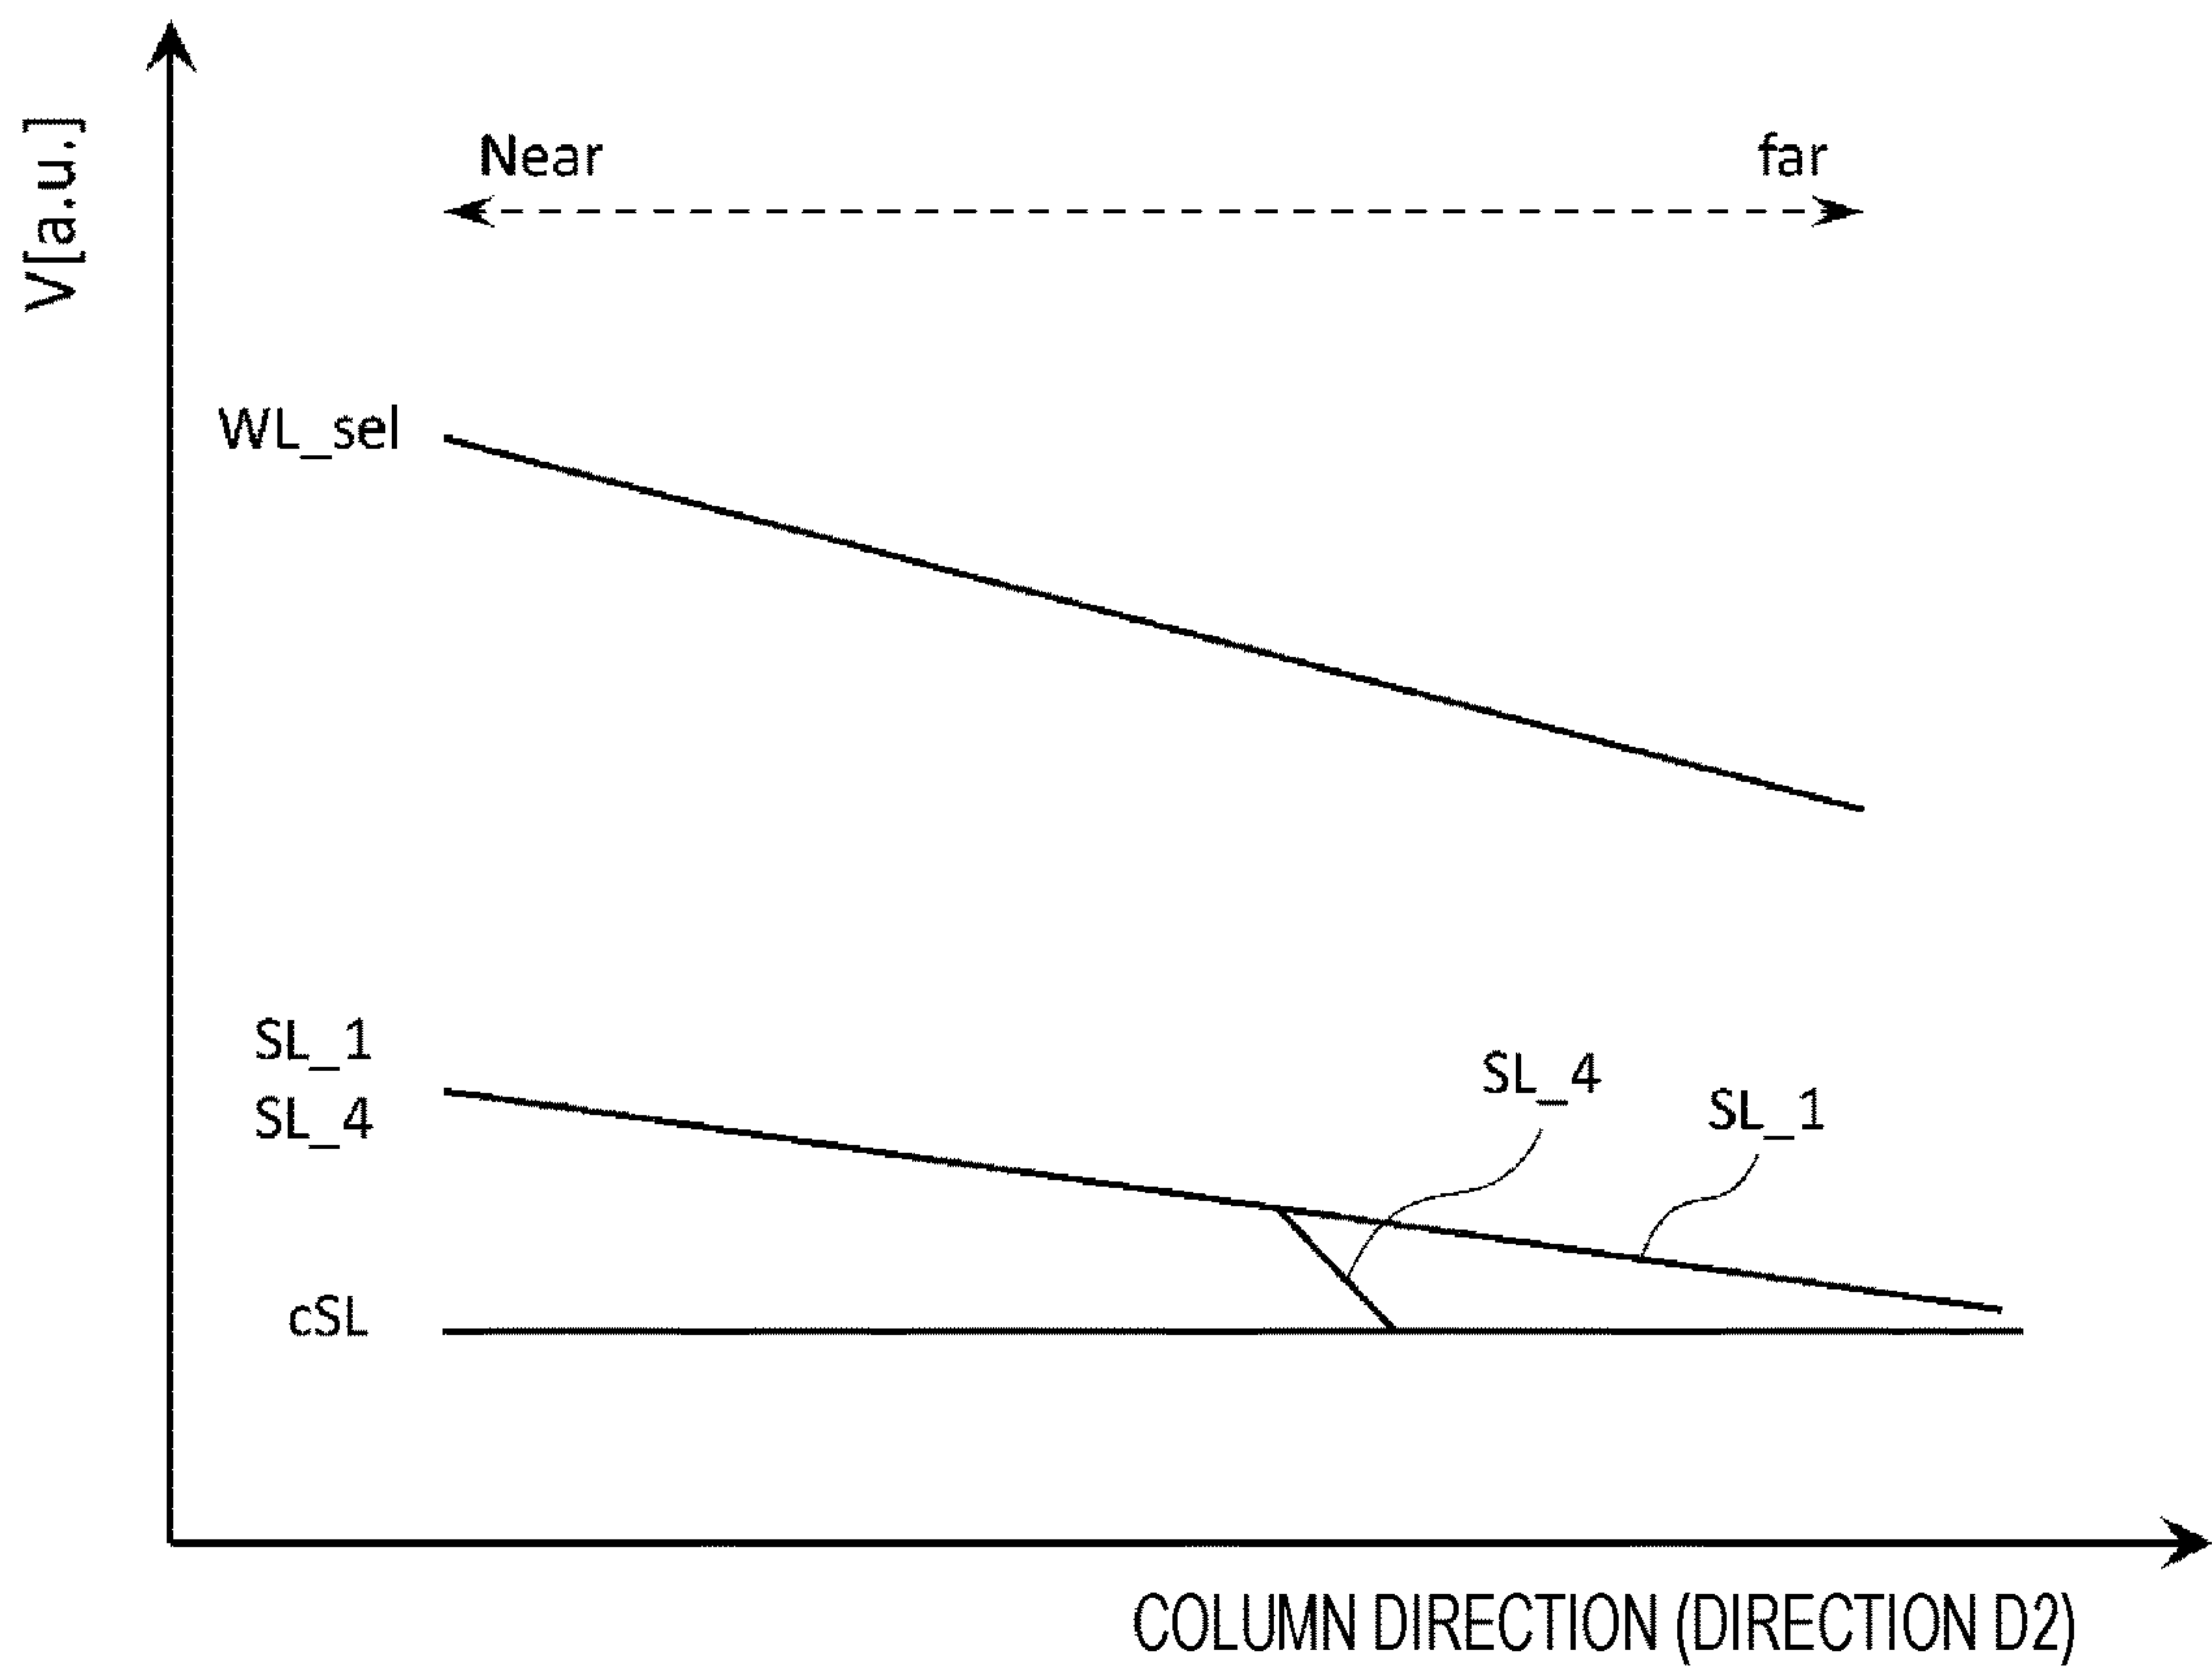 V[a.u.]
Near
far
WL_sel
SL_1
SL_4
SL_4
SL_1
cSL
COLUMN DIRECTION (DIRECTION D2)